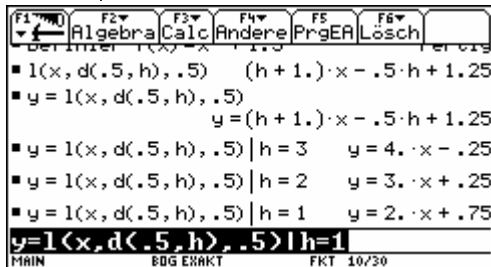 F1 F2 F3 F4 F5 F6
Algebra Calc Andere PrgEA Lösch
▪ l(x,d(.5,h),.5) (h + 1.)·x - .5·h + 1.25
▪ y = l(x,d(.5,h),.5)
y = (h + 1.)·x - .5·h + 1.25
▪ y = l(x,d(.5,h),.5) | h = 3 y = 4.·x - .25
▪ y = l(x,d(.5,h),.5) | h = 2 y = 3.·x + .25
▪ y = l(x,d(.5,h),.5) | h = 1 y = 2.·x + .75
y=l(x,d(.5,h),.5)|h=1
MAIN BOG EXAKT FKT 10/30